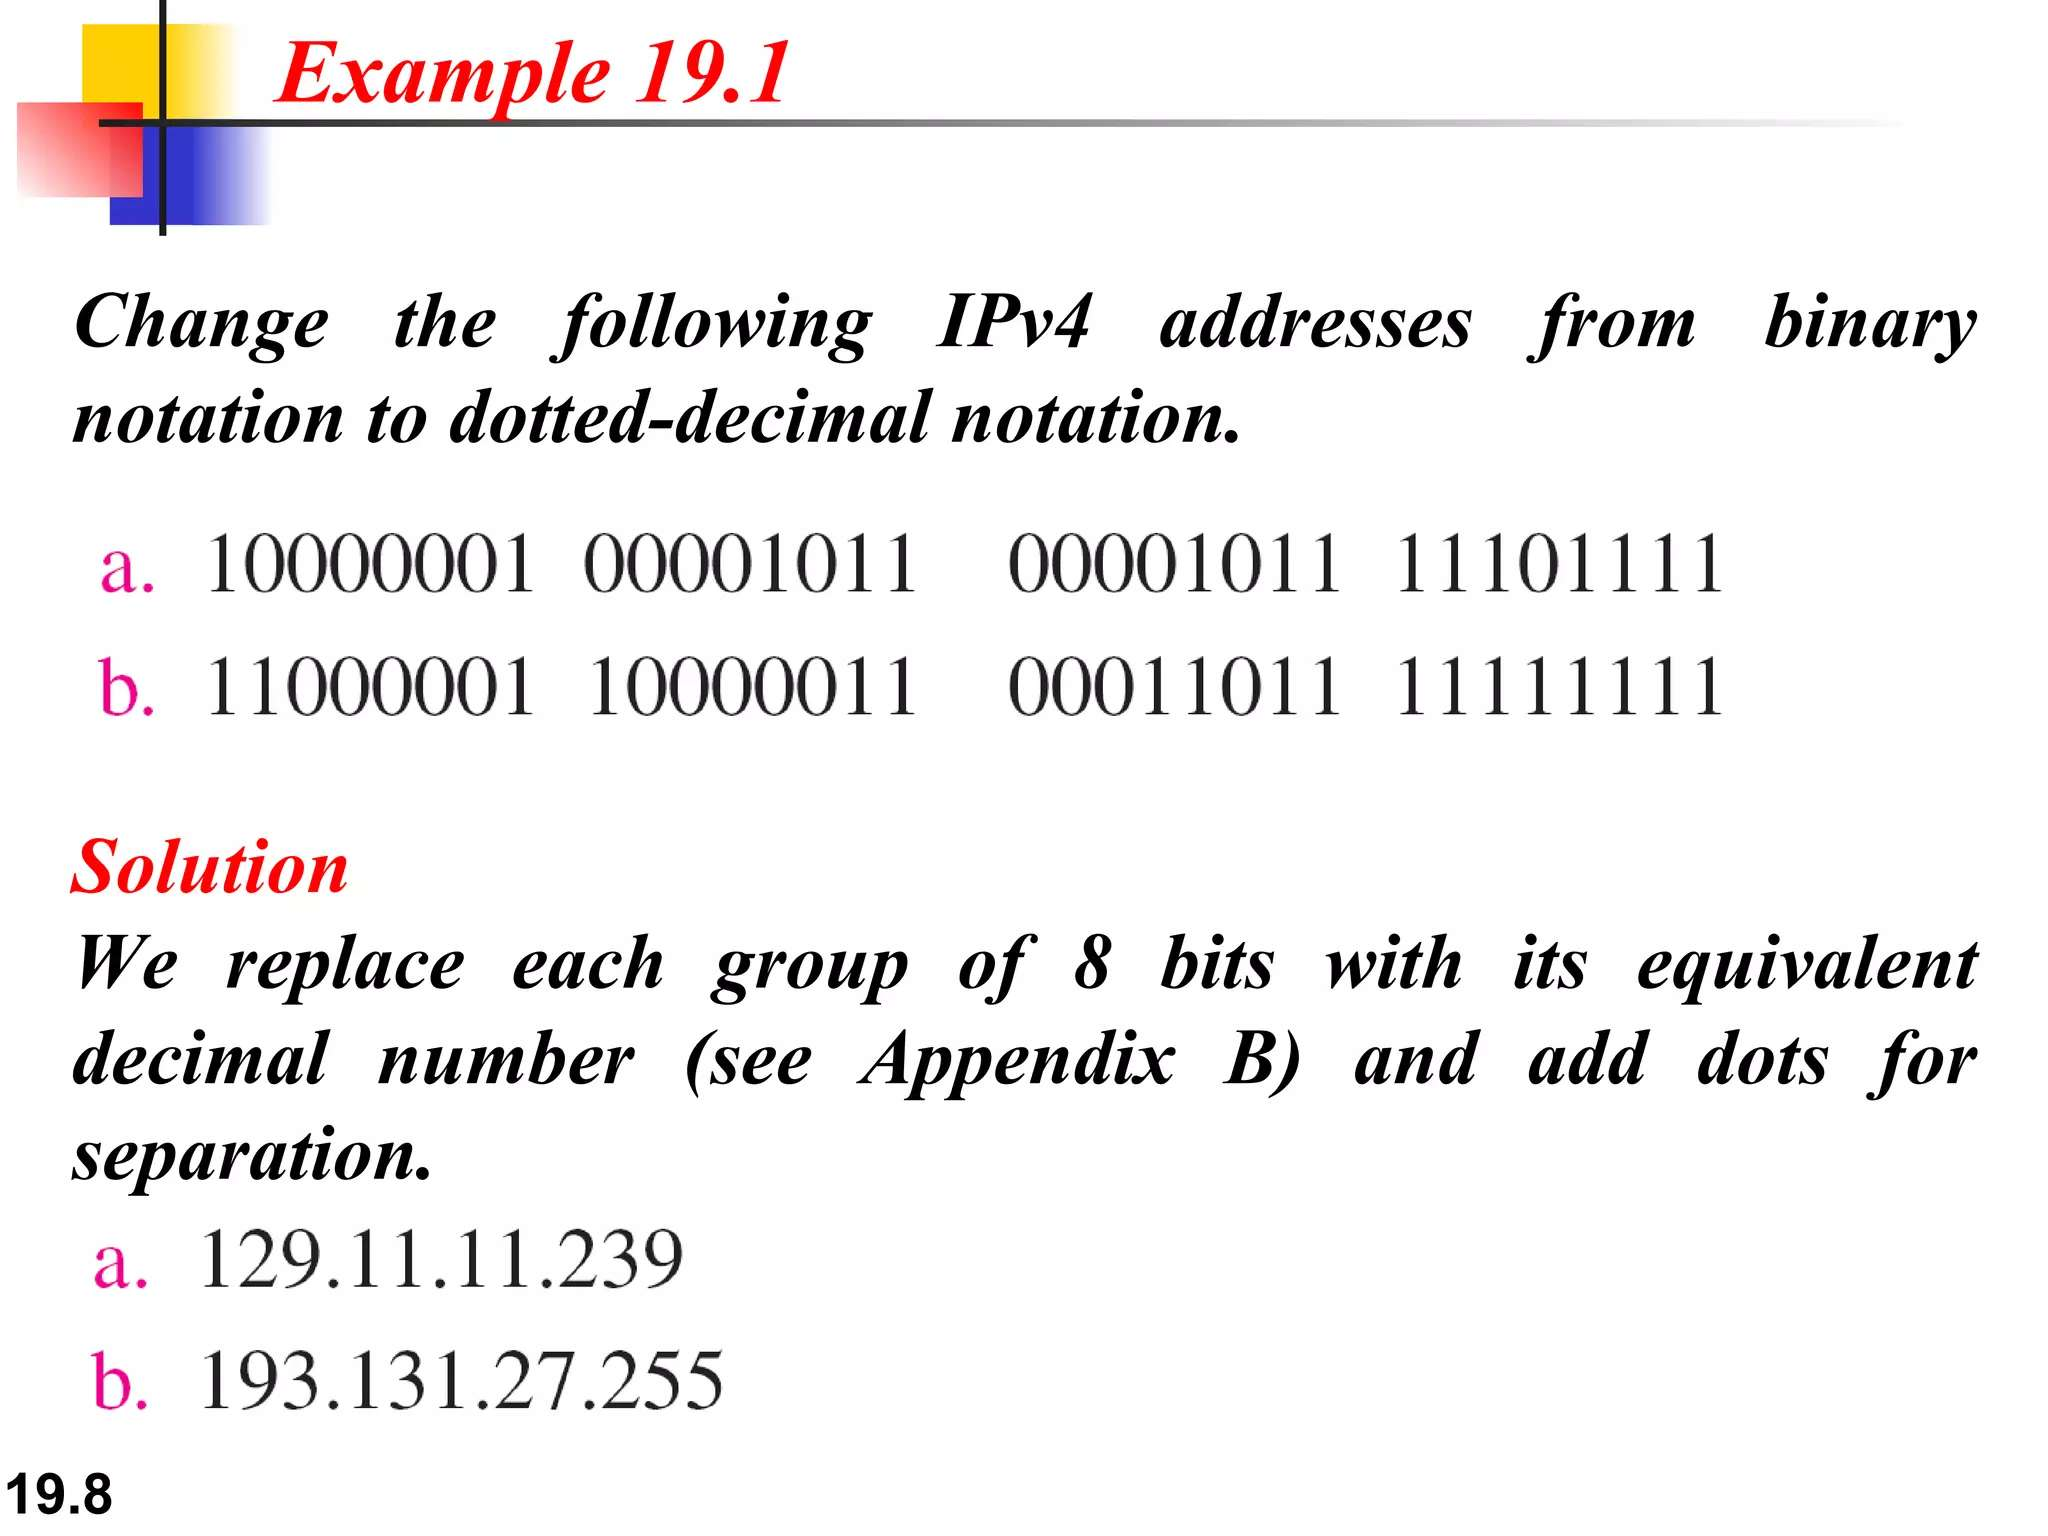 Example 19.1
Change the following IPv4 addresses from binary
notation to dotted-decimal notation.
a. 10000001 00001011 00001011 11101111
b. 11000001 10000011 00011011 11111111
Solution
We replace each group of 8 bits with its equivalent
decimal number (see Appendix B) and add dots for
separation.
a. 129.11.11.239
b. 193.131.27.255
19.8